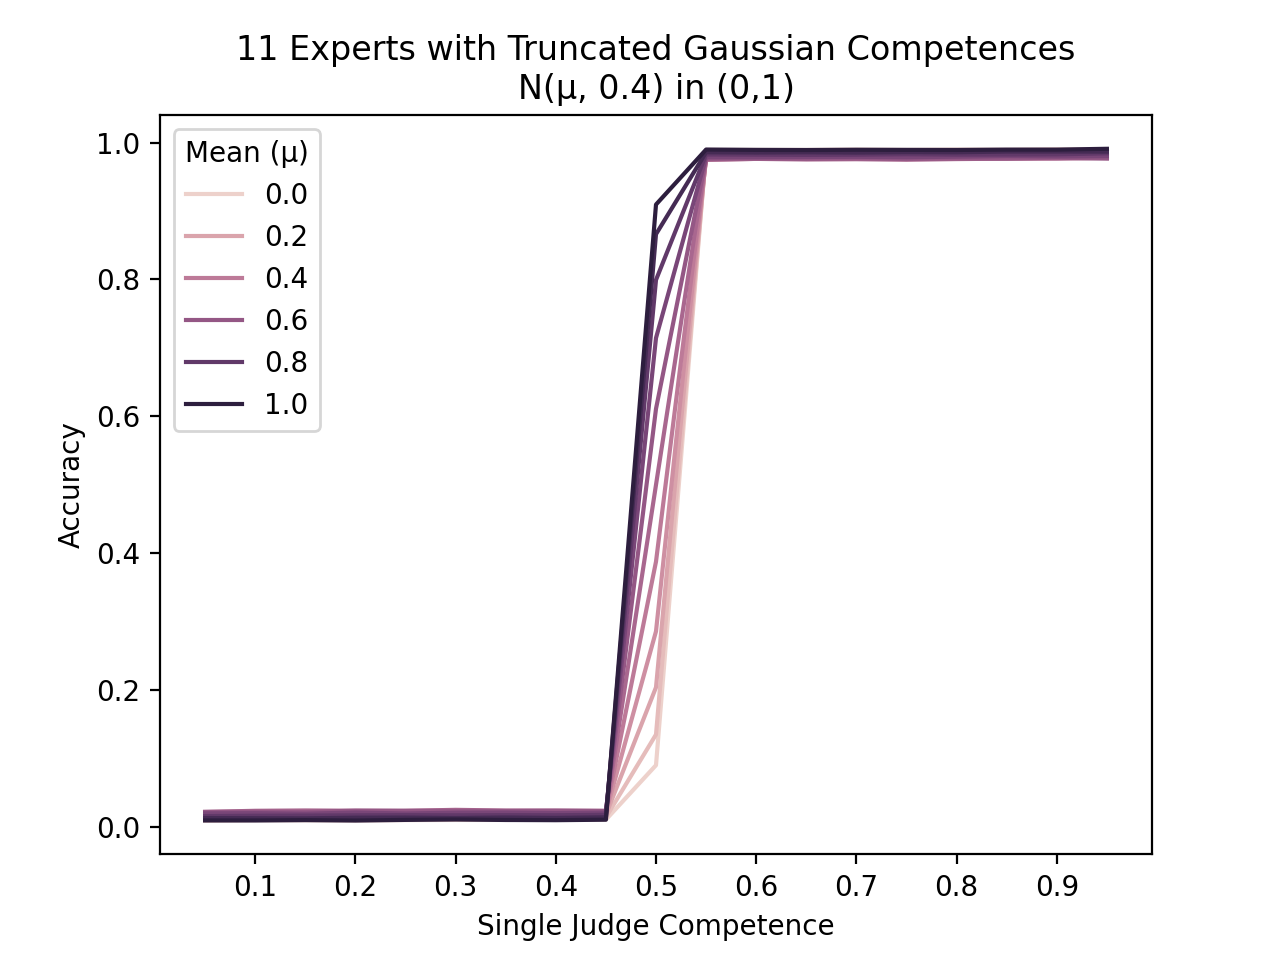 11 Experts with Truncated Gaussian Competences
N(μ, 0.4) in (0,1)
Mean (μ)
0.0
0.2
0.4
0.6
0.8
1.0
1.0
0.8
0.6
0.4
0.2
0.0
Accuracy
0.1 0.2 0.3 0.4 0.5 0.6 0.7 0.8 0.9
Single Judge Competence